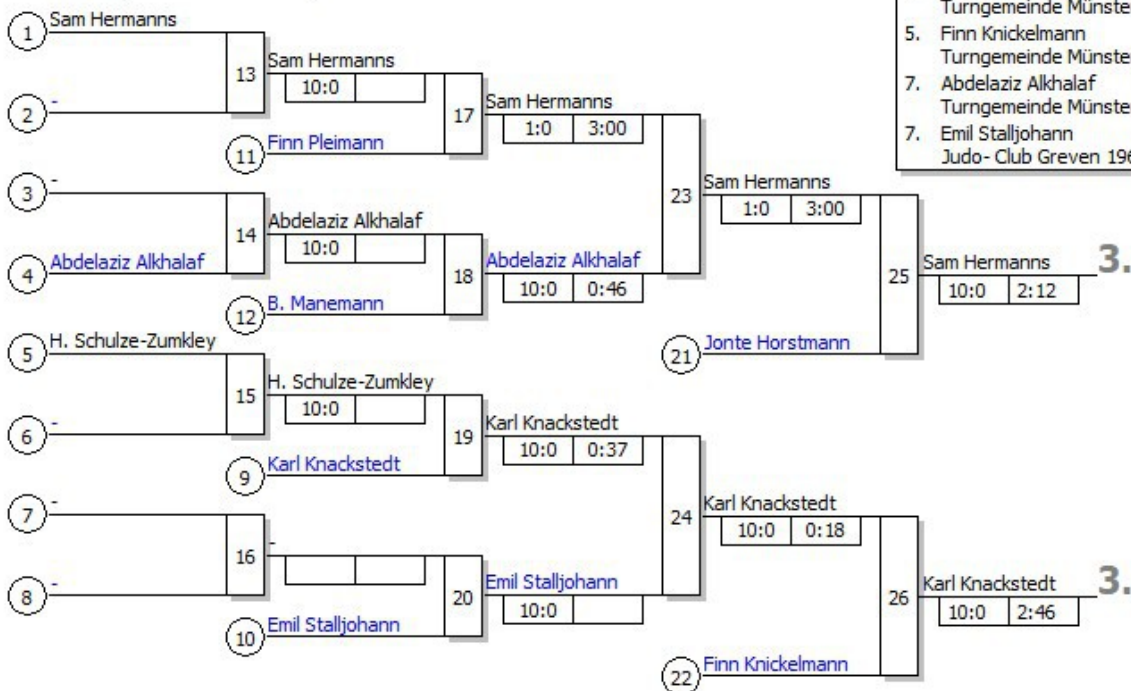 Turngemeinde Münste
5. Finn Knickelmann
Turngemeinde Münste
7. Abdelaziz Alkhalaf
Turngemeinde Münste
7. Emil Stalljohann
Judo- Club Greven 196
1 Sam Hermanns
13 Sam Hermanns
10:0
2 -
17 Sam Hermanns
1:0 3:00
11 Finn Pleimann
3 -
23 Sam Hermanns
1:0 3:00
14 Abdelaziz Alkhalaf
10:0
4 Abdelaziz Alkhalaf
18 Abdelaziz Alkhalaf
10:0 0:46
12 B. Manemann
25 Sam Hermanns 3.
10:0 2:12
21 Jonte Horstmann
5 H. Schulze-Zumkley
15 H. Schulze-Zumkley
10:0
6 -
19 Karl Knackstedt
10:0 0:37
9 Karl Knackstedt
7 -
24 Karl Knackstedt
10:0 0:18
16 -
8 -
20 Emil Stalljohann
10:0
10 Emil Stalljohann
26 Karl Knackstedt 3.
10:0 2:46
22 Finn Knickelmann